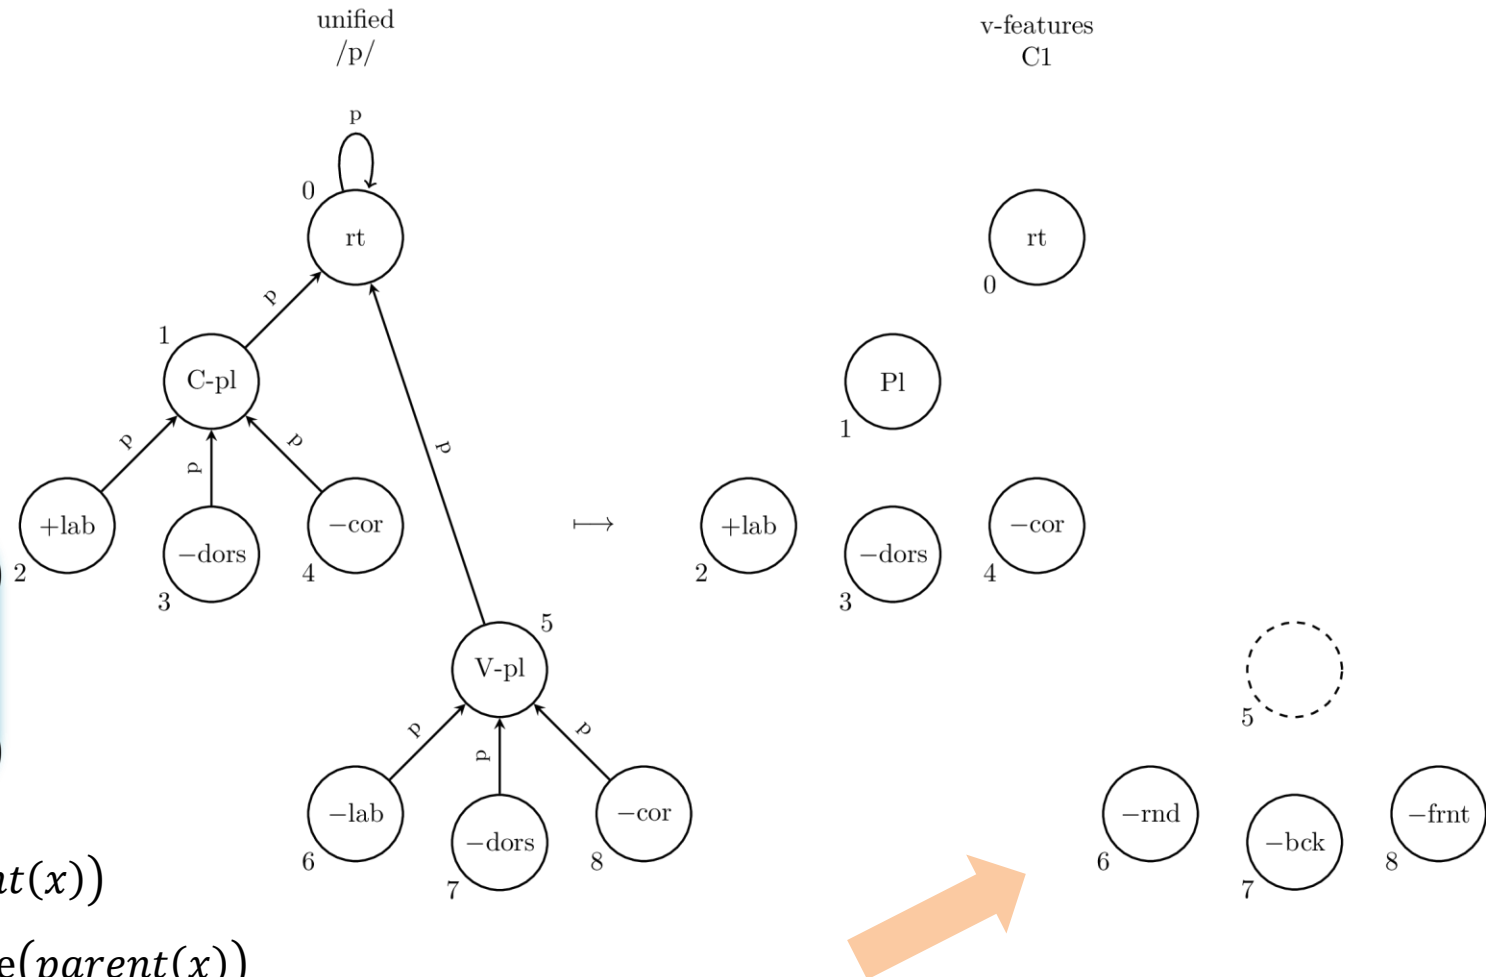 unified
/p/
p
0
rt
p
1
C-pl
p
p
p
p
+lab
−dors
−cor
2
3
4
5
V-pl
p
p
p
−lab
−dors
−cor
6
7
8
⟼
v-features
C1
rt
0
Pl
1
+lab
−dors
−cor
2
3
4
5
−rnd
−bck
−frnt
6
7
8
nt(x))
e(parent(x))